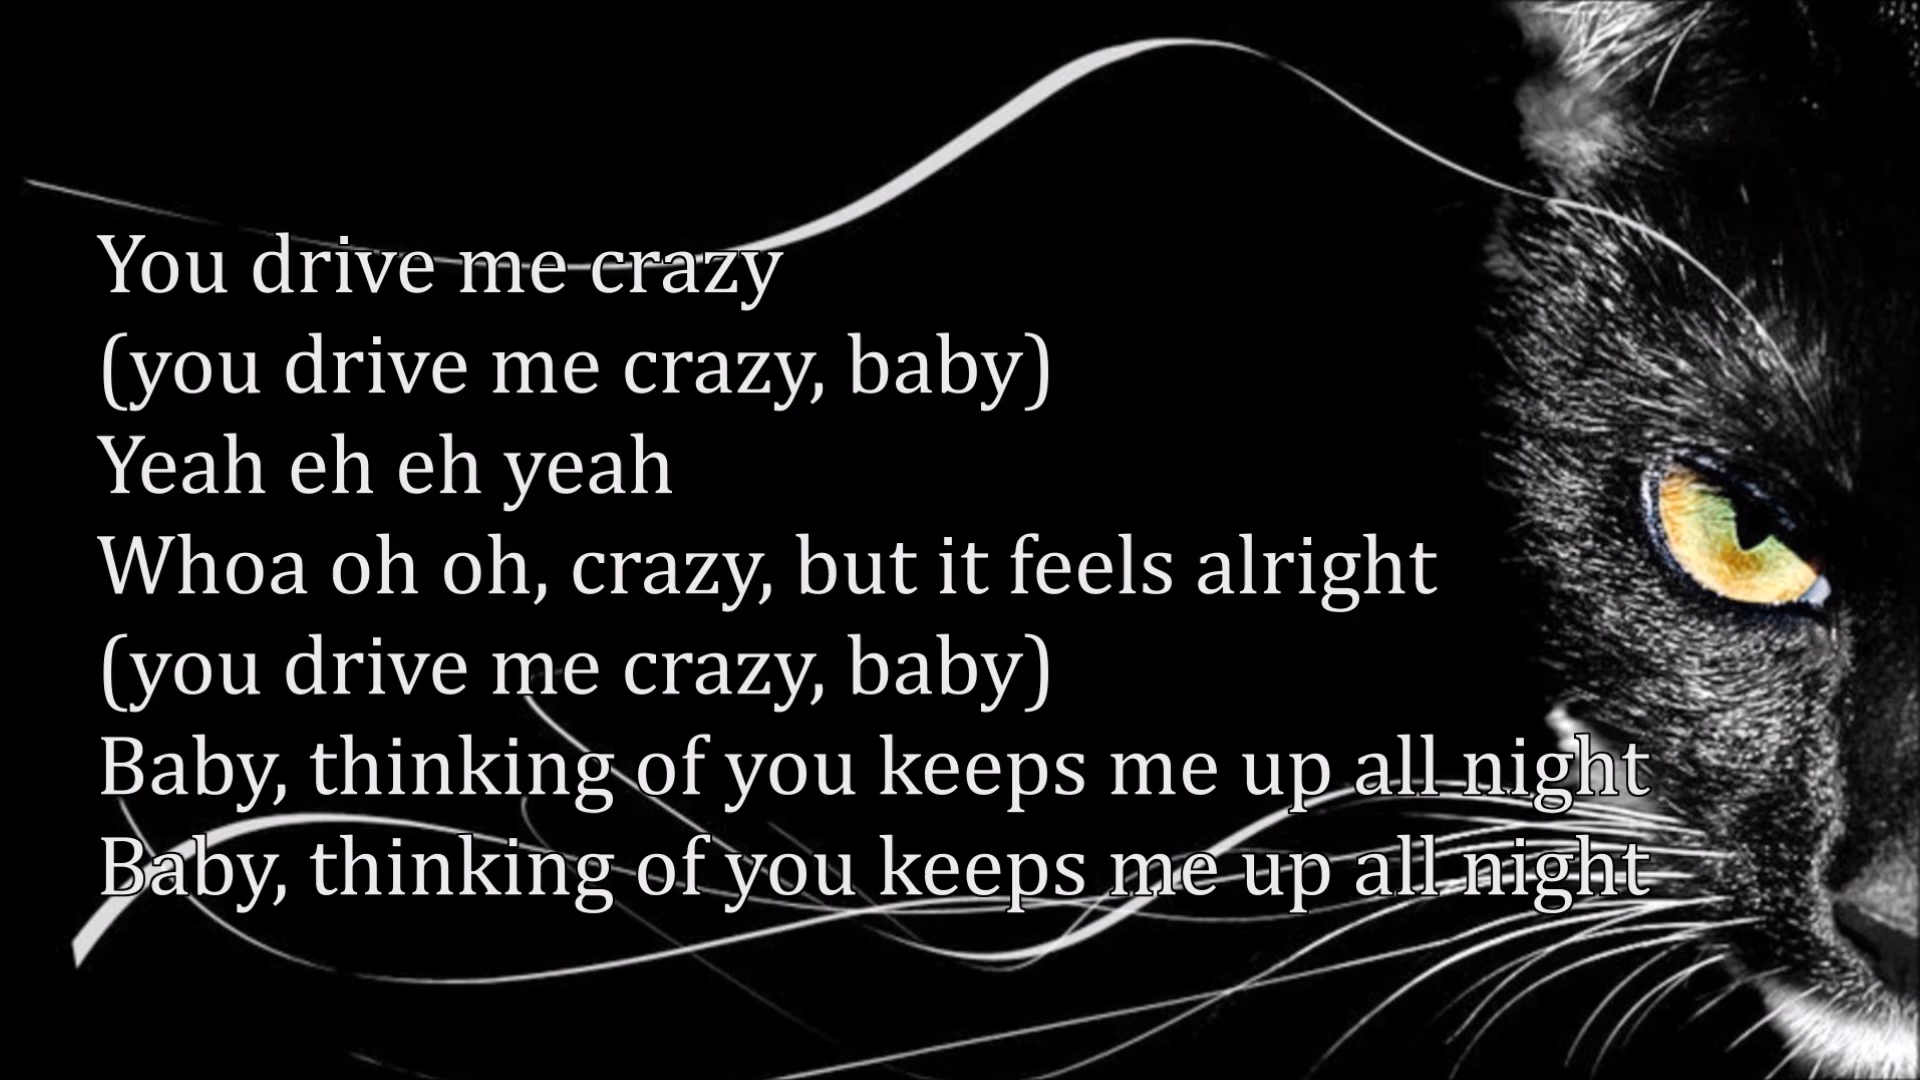 You drive me crazy
(you drive me crazy, baby)
Yeah eh eh yeah
Whoa oh oh, crazy, but it feels alright
(you drive me crazy, baby)
Baby, thinking of you keeps me up all night
Baby, thinking of you keeps me up all night